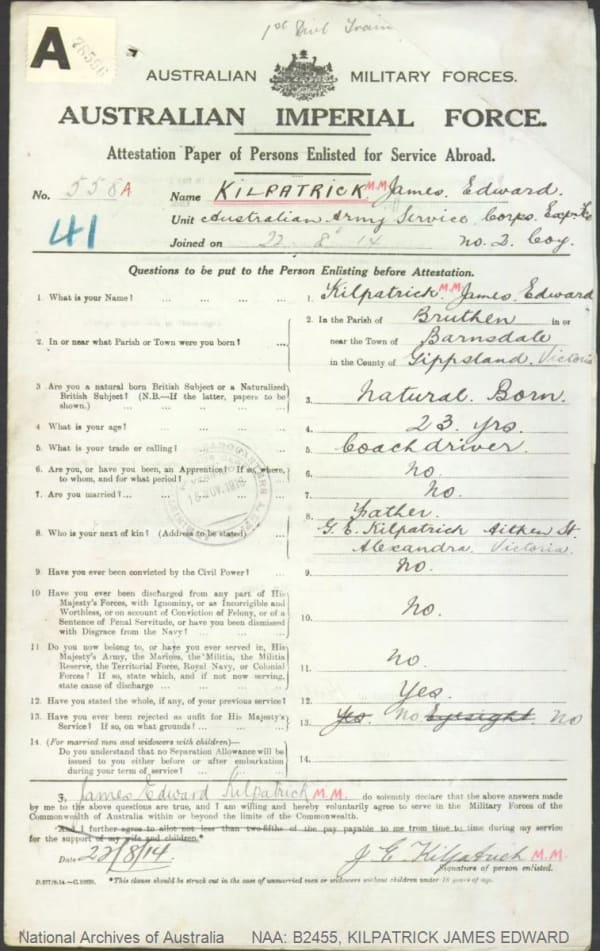 1st Divl Train
A
AUSTRALIAN MILITARY FORCES.
AUSTRALIAN IMPERIAL FORCE.
Attestation Paper of Persons Enlisted for Service Abroad.
No. 558A Name KILPATRICK M.M James. Edward.
41 Unit Australian Army Service Corps.
Joined on 22 8 14 No. 2. Coy.
Questions to be put to the Person Enlisting before Attestation.
1. What is your Name? ... ... ... ... 1. Kilpatrick. M.M James. Edward
2. In the Parish of Bruthen in or
2. In or near what Parish or Town were you born? ... near the Town of Barnsdale
in the County of Gippsland. Victoria
3 Are you a natural born British Subject or a Naturalized
British Subject? (N.B.—If the latter, papers to be
shown.) ... ... ... ... 3. Natural. Born.
4 What is your age? ... ... ... ... 4. 23. yrs.
5. What is your trade or calling? ... ... 5. Coachdriver.
6. Are you, or have you been, an Apprentice? If so, where,
to whom, and for what period? 6. No.
7. Are you married? ... ... 7. No.
8. Father.
8. Who is your next of kin? (Address to be stated) ... G. E. Kilpatrick Aitken St.
Alexandra. Victoria.
9. Have you ever been convicted by the Civil Power? ... 9. No.
10 Have you ever been discharged from any part of His
Majesty's Forces, with Ignominy, or as Incorrigible and
Worthless, or on account of Conviction of Felony, or of a
Sentence of Penal Servitude, or have you been dismissed
with Disgrace from the Navy? ... ... ... 10. No.
11 Do you now belong to, or have you ever served in, His
Majesty's Army, the Marines, the Militia, the Militia
Reserve, the Territorial Force, Royal Navy, or Colonial
Forces? If so, state which, and if not now serving,
state cause of discharge ... ... ... ... 11. No.
12. Have you stated the whole, if any, of your previous service? 12. Yes.
13. Have you ever been rejected as unfit for His Majesty's
Service? If so, on what grounds? ... ... 13 Yes. No Eyesight. No
14. (For married men and widowers with children)—
Do you understand that no Separation Allowance will be
issued to you either before or after embarkation
during your term of service? ... ... ... 14.
I, James Edward Kilpatrick M.M. do solemnly declare that the above answers made
by me to the above questions are true, and I am willing and hereby voluntarily agree to serve in the Military Forces of the
Commonwealth of Australia within or beyond the limits of the Commonwealth.
And I further agree to allot not less than two-fifths of the pay payable to me from time to time during my service
for the support of my wife and children.*
Date 22/8/14. J. E. Kilpatrick M.M.
Signature of person enlisted.
*This clause should be struck out in the case of unmarried men or widowers without children under 18 years of age.
National Archives of Australia NAA: B2455, KILPATRICK JAMES EDWARD